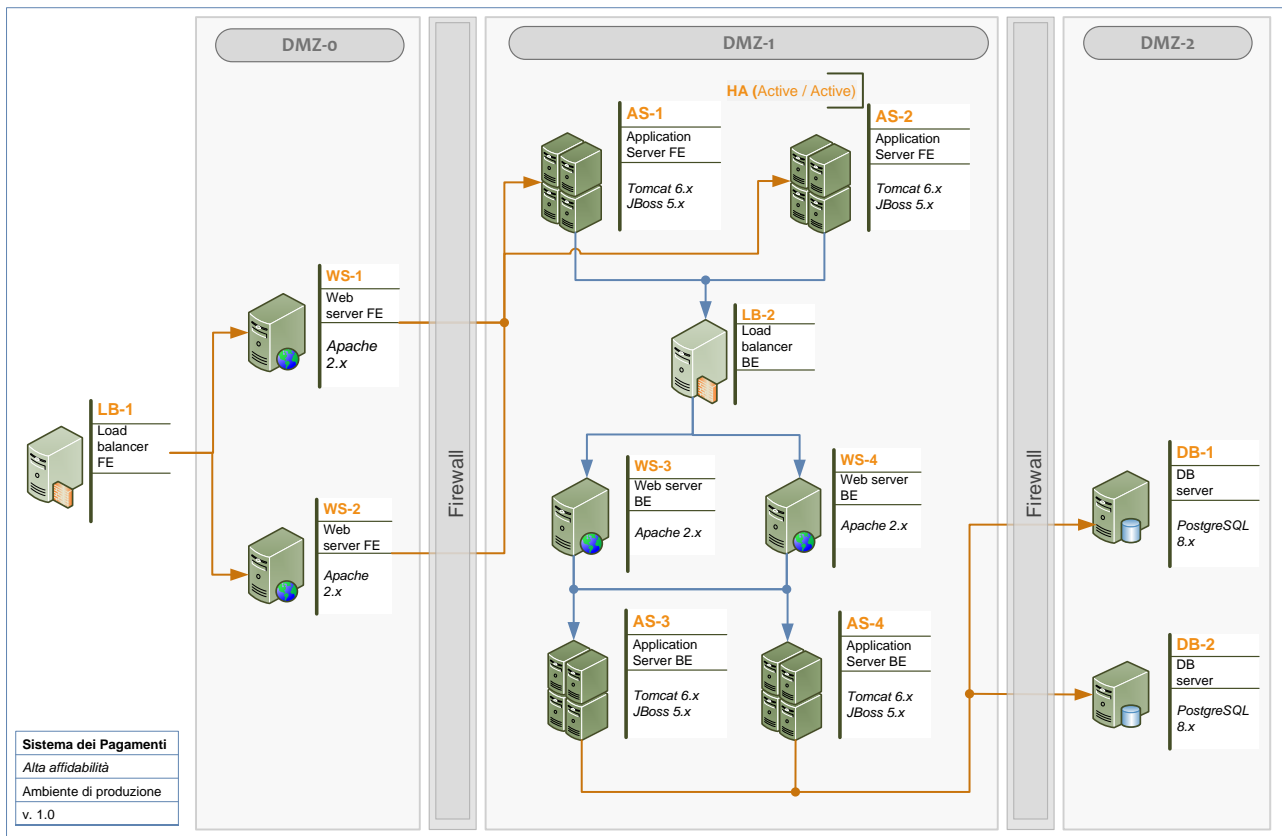 DMZ-0
DMZ-1
DMZ-2
HA (Active / Active)
AS-1
Application
Server FE
Tomcat 6.x
JBoss 5.x
AS-2
Application
Server FE
Tomcat 6.x
JBoss 5.x
WS-1
Web
server FE
Apache
2.x
LB-2
Load
balancer
BE
LB-1
Load
balancer
FE
Firewall
Firewall
WS-2
Web
server FE
Apache
2.x
WS-3
Web server
BE
Apache 2.x
WS-4
Web server
BE
Apache 2.x
DB-1
DB
server
PostgreSQL
8.x
AS-3
Application
Server BE
Tomcat 6.x
JBoss 5.x
AS-4
Application
Server BE
Tomcat 6.x
JBoss 5.x
DB-2
DB
server
PostgreSQL
8.x
Sistema dei Pagamenti
Alta affidabilità
Ambiente di produzione
v. 1.0